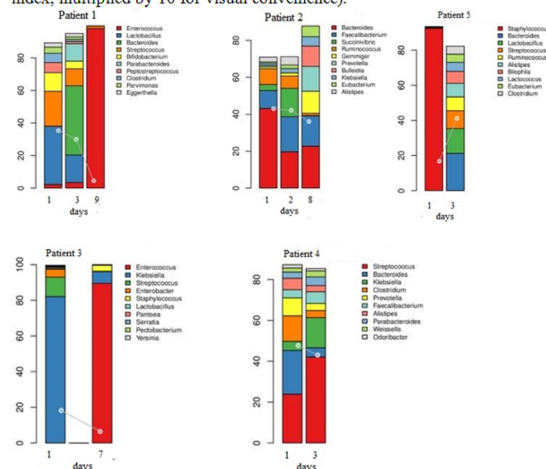 index, multiplied by 10 for visual convenience).
Patient 1
80
60
40
20
0
1 3 9
days
Enterococcus
Lactobacillus
Bacteroides
Streptococcus
Bifidobacterium
Parabacteroides
Peptostreptococcus
Clostridium
Parvimonas
Eggerthella
Patient 2
80
60
40
20
0
1 2 8
days
Bacteroides
Faecalibacterium
Succinivibrio
Ruminococcus
Gemmiger
Prevotella
Bulleidia
Klebsiella
Eubacterium
Alistipes
Patient 5
80
60
40
20
0
1 3
days
Staphylococcus
Bacteroides
Lactobacillus
Streptococcus
Ruminococcus
Alistipes
Bilophila
Lactococcus
Eubacterium
Clostridium
Patient 3
100
80
60
40
20
0
1 7
days
Enterococcus
Klebsiella
Streptococcus
Enterobacter
Staphylococcus
Lactobacillus
Pantoea
Serratia
Pectobacterium
Yersinia
Patient 4
80
60
40
20
0
1 3
days
Streptococcus
Bacteroides
Klebsiella
Clostridium
Prevotella
Faecalibacterium
Alistipes
Parabacteroides
Weissella
Odoribacter